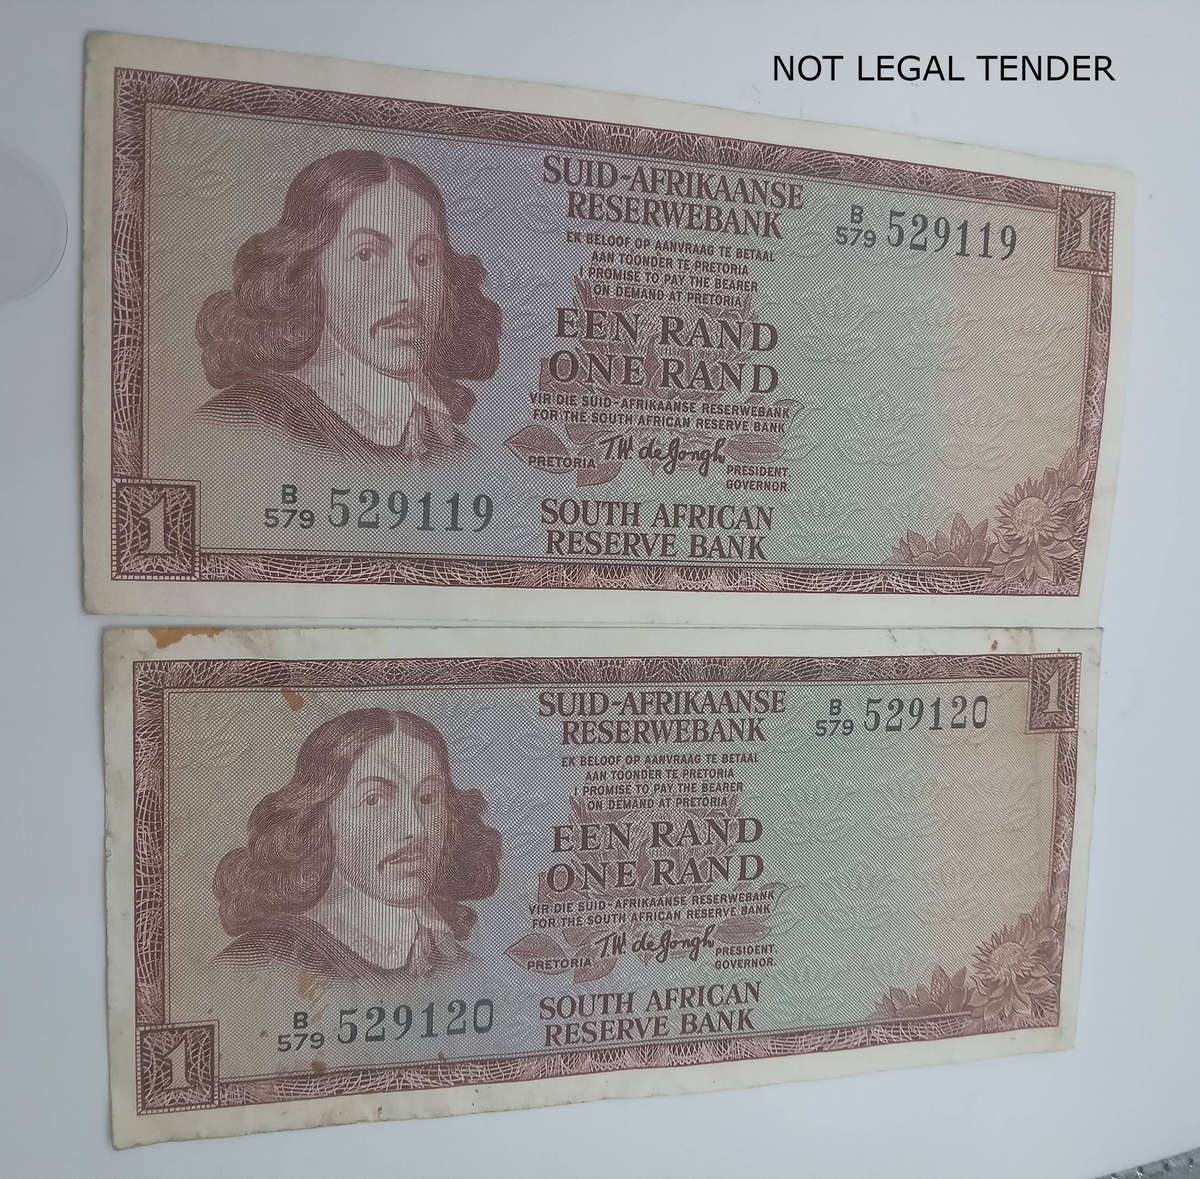 NOT LEGAL TENDER
1
SUID-AFRIKAANSE
RESERWEBANK
B
579 529119
EK BELOOF OP AANVRAAG TE BETAAL
AAN TOONDER TE PRETORIA
I PROMISE TO PAY THE BEARER
ON DEMAND AT PRETORIA
EEN RAND
ONE RAND
VIR DIE SUID-AFRIKAANSE RESERWEBANK
FOR THE SOUTH AFRICAN RESERVE BANK
T.W. de Jongh
PRETORIA
PRESIDENT.
GOVERNOR.
B
579 529119
SOUTH AFRICAN
RESERVE BANK
1
1
SUID-AFRIKAANSE
RESERWEBANK
B
579 529120
EK BELOOF OP AANVRAAG TE BETAAL
AAN TOONDER TE PRETORIA
I PROMISE TO PAY THE BEARER
ON DEMAND AT PRETORIA
EEN RAND
ONE RAND
VIR DIE SUID-AFRIKAANSE RESERWEBANK
FOR THE SOUTH AFRICAN RESERVE BANK
T.W. de Jongh
PRETORIA
PRESIDENT.
GOVERNOR.
B
579 529120
SOUTH AFRICAN
RESERVE BANK
1